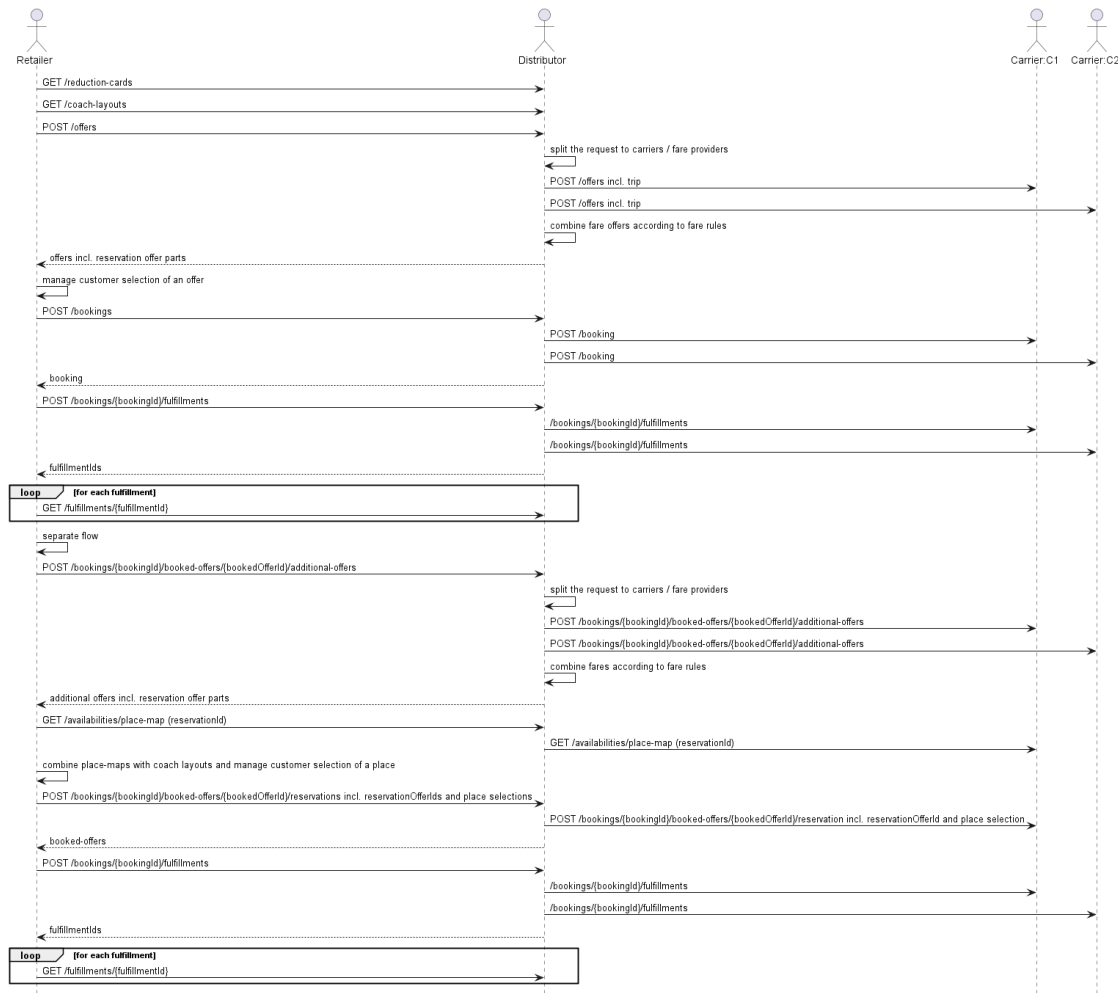 Retailer
Distributor
Carrier:C1
Carrier:C2
GET /reduction-cards
GET /coach-layouts
POST /offers
split the request to carriers / fare providers
POST /offers incl. trip
POST /offers incl. trip
combine fare offers according to fare rules
offers incl. reservation offer parts
manage customer selection of an offer
POST /bookings
POST /booking
POST /booking
booking
POST /bookings/{bookingId}/fulfillments
/bookings/{bookingId}/fulfillments
/bookings/{bookingId}/fulfillments
fulfillmentIds
loop [for each fulfillment]
GET /fulfillments/{fulfillmentId}
separate flow
POST /bookings/{bookingId}/booked-offers/{bookedOfferId}/additional-offers
split the request to carriers / fare providers
POST /bookings/{bookingId}/booked-offers/{bookedOfferId}/additional-offers
POST /bookings/{bookingId}/booked-offers/{bookedOfferId}/additional-offers
combine fares according to fare rules
additional offers incl. reservation offer parts
GET /availabilities/place-map (reservationId)
GET /availabilities/place-map (reservationId)
combine place-maps with coach layouts and manage customer selection of a place
POST /bookings/{bookingId}/booked-offers/{bookedOfferId}/reservations incl. reservationOfferIds and place selections
POST /bookings/{bookingId}/booked-offers/{bookedOfferId}/reservation incl. reservationOfferId and place selection
booked-offers
POST /bookings/{bookingId}/fulfillments
/bookings/{bookingId}/fulfillments
/bookings/{bookingId}/fulfillments
fulfillmentIds
loop [for each fulfillment]
GET /fulfillments/{fulfillmentId}